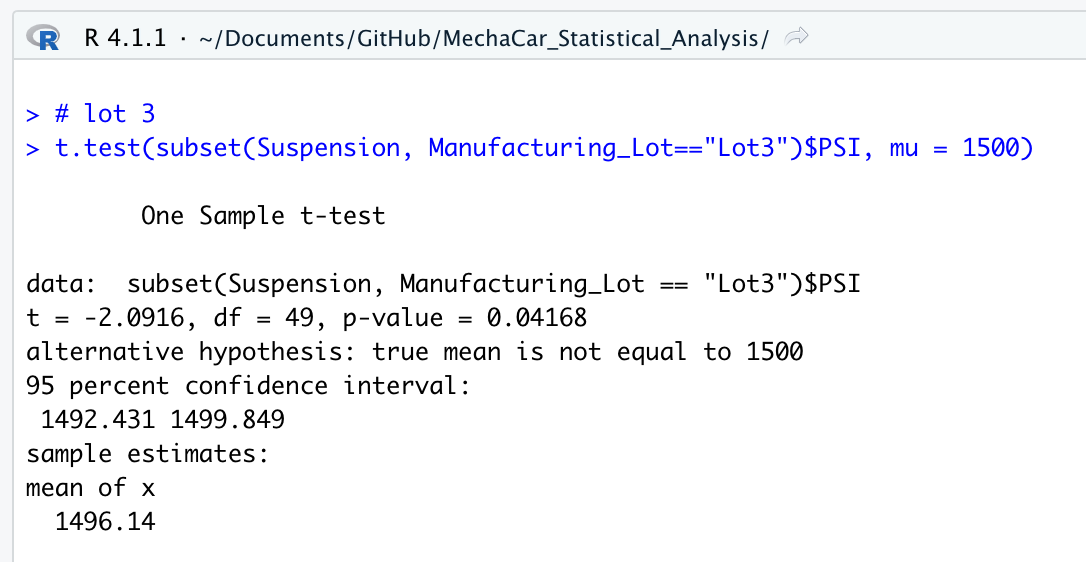 R 4.1.1 · ~/Documents/GitHub/MechaCar_Statistical_Analysis/
> # lot 3
> t.test(subset(Suspension, Manufacturing_Lot=="Lot3")$PSI, mu = 1500)
One Sample t-test
data:  subset(Suspension, Manufacturing_Lot == "Lot3")$PSI
t = -2.0916, df = 49, p-value = 0.04168
alternative hypothesis: true mean is not equal to 1500
95 percent confidence interval:
1492.431 1499.849
sample estimates:
mean of x
1496.14